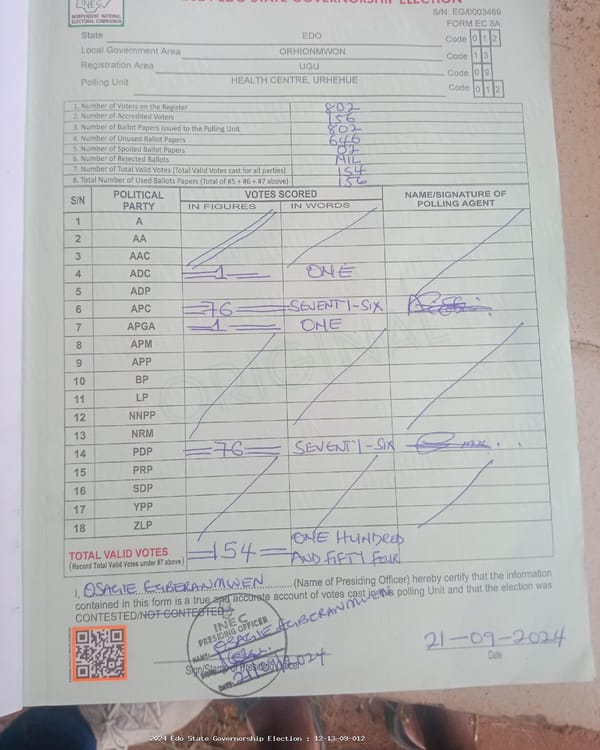 INEC
INDEPENDENT NATIONAL
ELECTORAL COMMISSION
EDO STATE GOVERNORSHIP ELECTION
S/N: EG/0003469
FORM EC 8A
State EDO Code 0 1 2
Local Government Area ORHIONMWON Code 1 3
Registration Area UGU Code 0 9
Polling Unit HEALTH CENTRE, URHEHUE Code 0 1 2
1. Number of Voters on the Register 802
2. Number of Accredited Voters 156
3. Number of Ballot Papers Issued to the Polling Unit 802
4. Number of Unused Ballot Papers 646
5. Number of Spoiled Ballot Papers 02
6. Number of Rejected Ballots NIL
7. Number of Total Valid Votes (Total Valid Votes cast for all parties) 154
8. Total Number of Used Ballots Papers (Total of #5 + #6 + #7 above) 156
S/N POLITICAL PARTY VOTES SCORED NAME/SIGNATURE OF POLLING AGENT
IN FIGURES IN WORDS
1 A
2 AA
3 AAC
4 ADC 1 ONE
5 ADP
6 APC 76 SEVENTI-SIX
7 APGA 1 ONE
8 APM
9 APP
10 BP
11 LP
12 NNPP
13 NRM
14 PDP 76 SEVENTI-SIX
15 PRP
16 SDP
17 YPP
18 ZLP
ORIGINAL
TOTAL VALID VOTES 154 ONE HUNDRED
(Record Total Valid Votes under #7 above) AND FIFTY FOUR
I, OSAGIE EGBERANMWEN (Name of Presiding Officer) hereby certify that the information
contained in this form is a true and accurate account of votes cast in this polling Unit and that the election was
CONTESTED/NOT CONTESTED
INEC
PRESIDING OFFICER
NAME: OSAGIE EGBERANMWEN
DATE: 21/09/2024
Sign/Stamp of Presiding Officer
21-09-2024
Date
2024 Edo State Governorship Election : 12-13-09-012